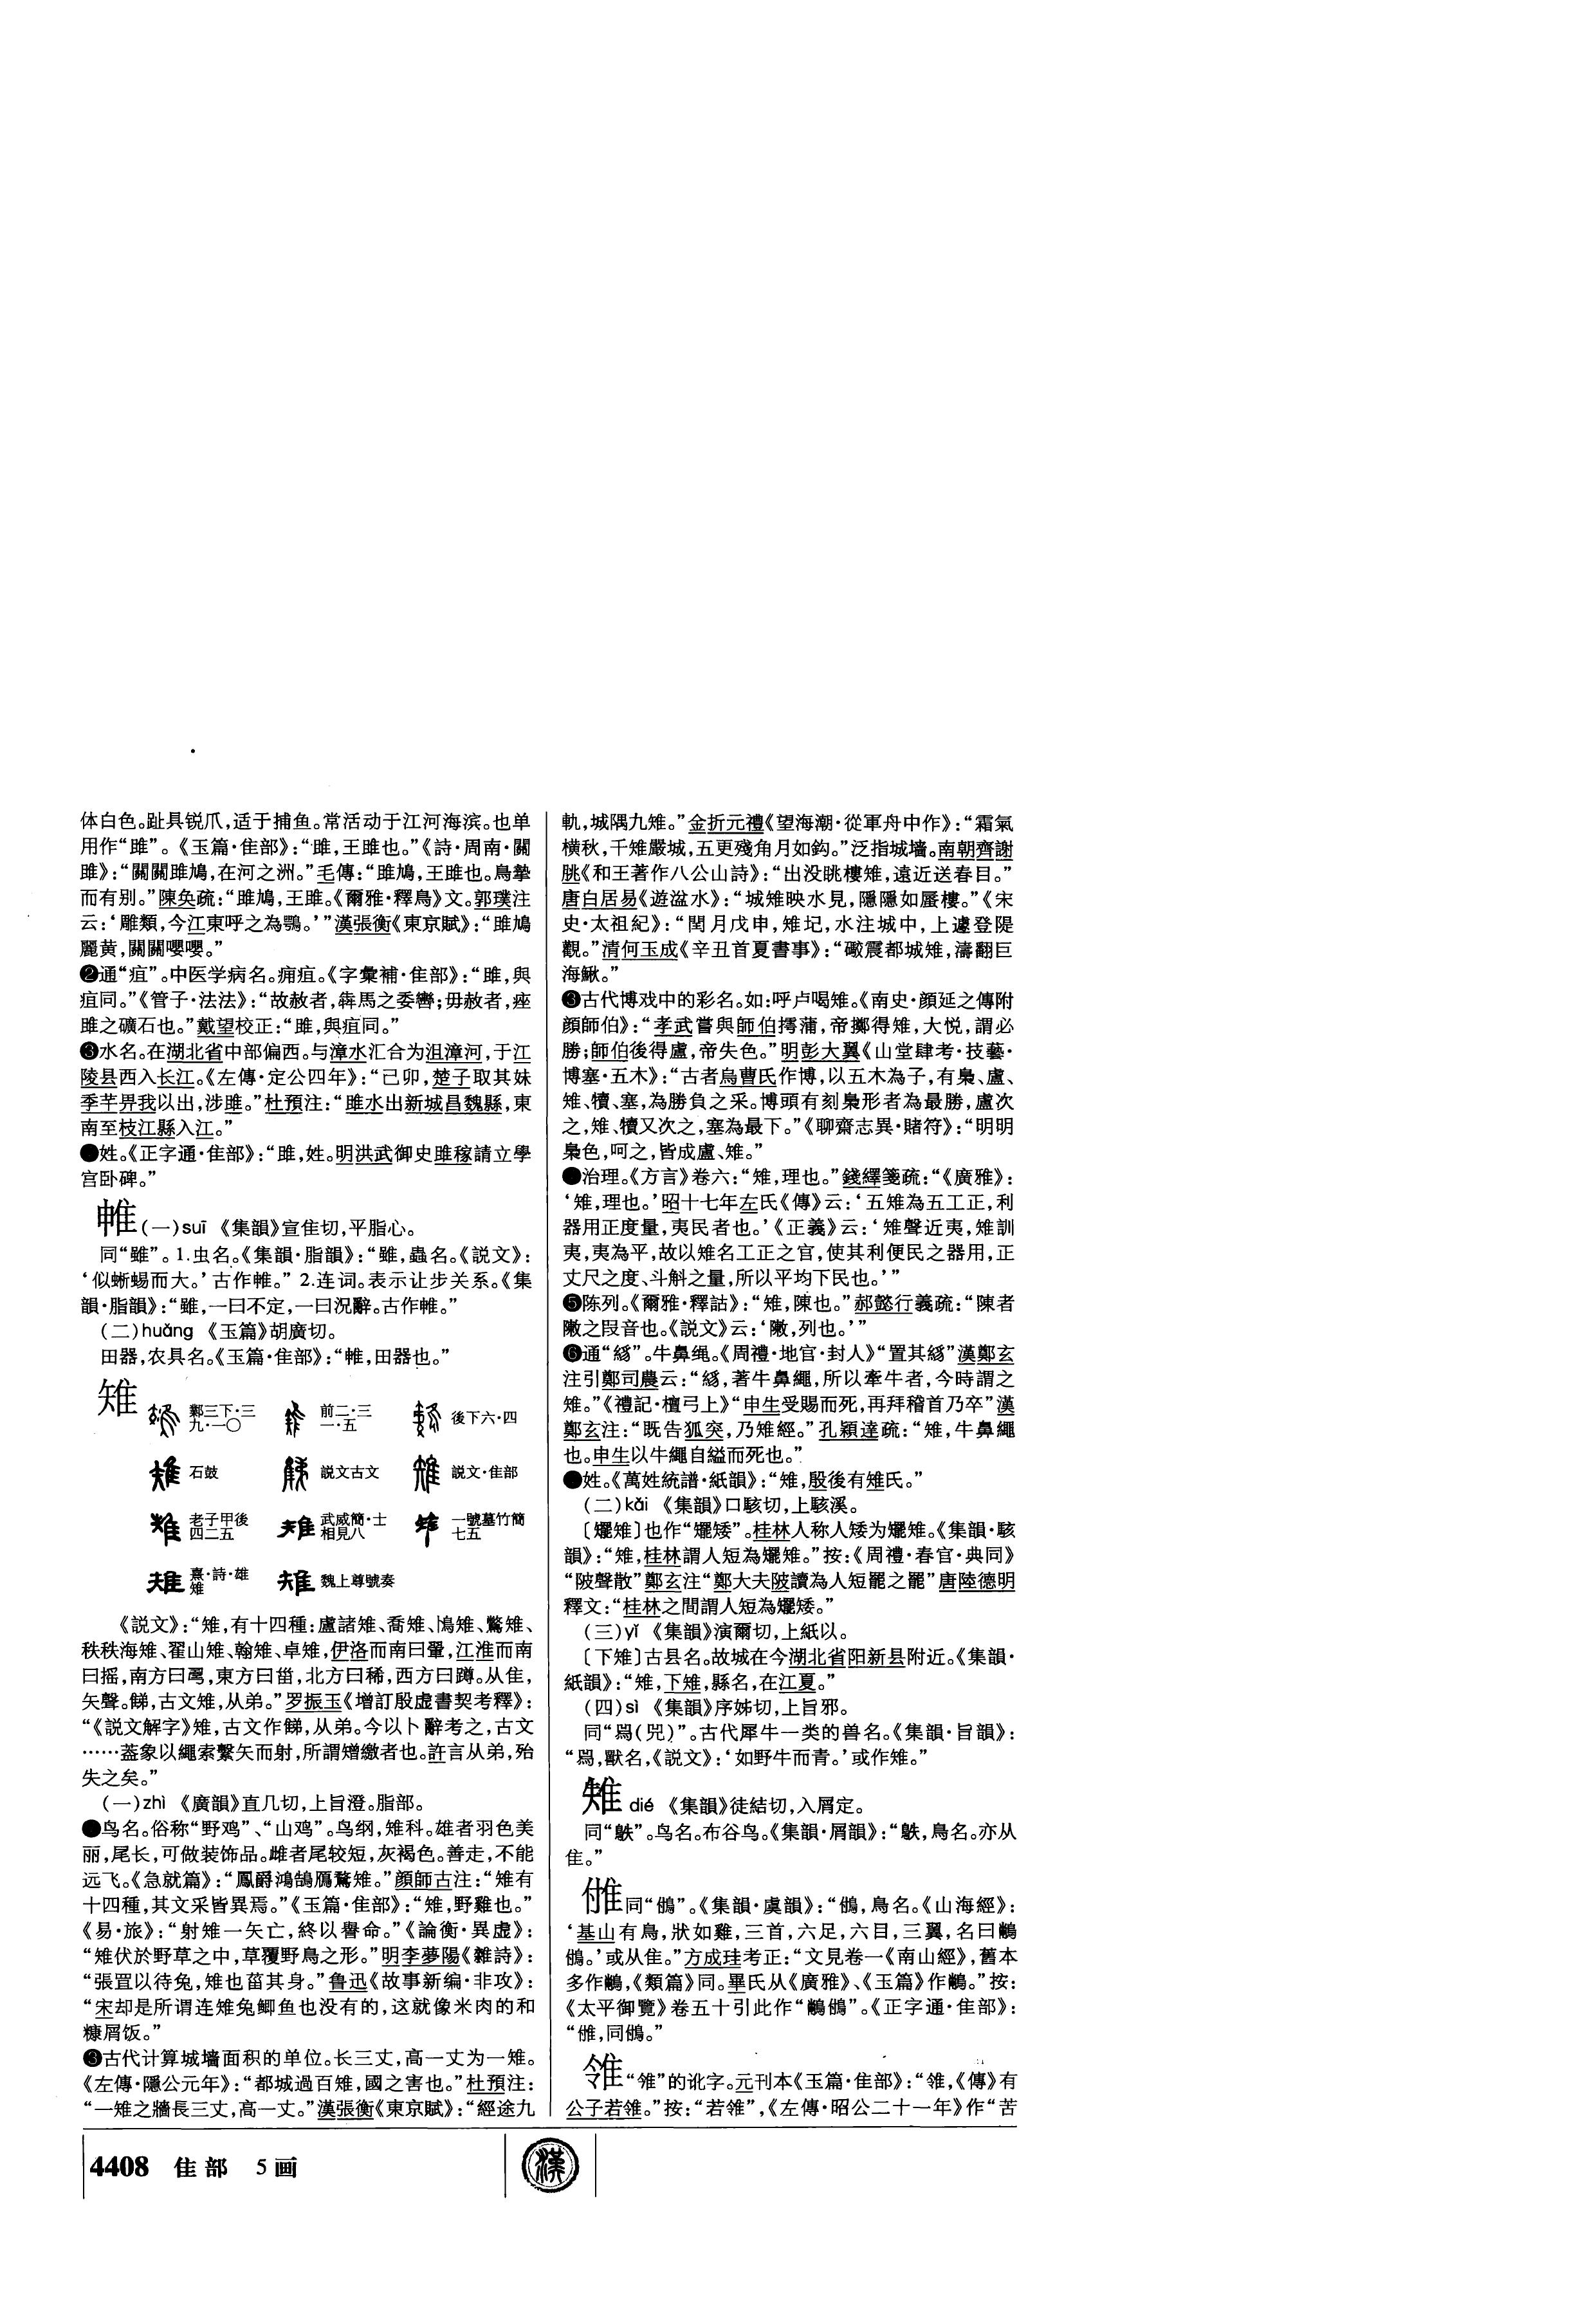 体白色。趾具锐爪,适于捕鱼。常活动于江河海滨。也单
用作“雎”。《玉篇·隹部》:“雎,王雎也。”《詩·周南·關
雎》:“關關雎鳩,在河之洲。”毛傳:“雎鳩,王雎也。鳥摯
而有别。”陳奂疏:“雎鳩,王雎。《爾雅·釋鳥》文。郭璞注
云:‘雕類,今江東呼之為鶚。’”漢張衡《東京賦》:“雎鳩
麗黄,關關嚶嚶。”
❷通“疽”。中医学病名。痈疽。《字彙補·隹部》:“雎,與
疽同。”《管子·法法》:“故赦者,犇馬之委轡;毋赦者,痤
雎之礦石也。”戴望校正:“雎,與疽同。”
❸水名。在湖北省中部偏西。与漳水汇合为沮漳河,于江
陵县西入长江。《左傳·定公四年》:“己卯,楚子取其妹
季芈畀我以出,涉雎。”杜預注:“雎水出新城昌魏縣,東
南至枝江縣入江。”
●姓。《正字通·隹部》:“雎,姓。明洪武御史雎稼請立學
宫卧碑。”
(一)suī 《集韻》宣隹切,平脂心。
同“雖”。1.虫名。《集韻·脂韻》:“雖,蟲名。《説文》:
‘似蜥蜴而大。’古作帷。” 2.连词。表示让步关系。《集
韻·脂韻》:“雖,一曰不定,一曰況辭。古作帷。”
(二)huǎng 《玉篇》胡廣切。
田器,农具名。《玉篇·隹部》:“帷,田器也。”
雉
鄴三下·三九·一〇 前二·三一·五 後下六·四
石鼓 説文古文 説文·隹部
老子甲後四二五 武威簡·士相見八 一號墓竹簡七五
熹·詩·雄雉 魏上尊號奏
《説文》:“雉,有十四種:盧諸雉、喬雉、鳪雉、鷩雉、
秩秩海雉、翟山雉、翰雉、卓雉,伊洛而南曰翬,江淮而南
曰摇,南方曰𠷎,東方曰甾,北方曰稀,西方曰蹲。从隹,
矢聲。𨿘,古文雉,从弟。”罗振玉《增訂殷虚書契考釋》:
“《説文解字》雉,古文作𨿘,从弟。今以卜辭考之,古文
……葢象以繩索繫矢而射,所謂矰繳者也。許言从弟,殆
失之矣。”
(一)zhì 《廣韻》直几切,上旨澄。脂部。
●鸟名。俗称“野鸡”、“山鸡”。鸟纲,雉科。雄者羽色美
丽,尾长,可做装饰品。雌者尾较短,灰褐色。善走,不能
远飞。《急就篇》:“鳳爵鴻鵠鴈鶩雉。”顔師古注:“雉有
十四種,其文采皆異焉。”《玉篇·隹部》:“雉,野雞也。”
《易·旅》:“射雉一矢亡,終以譽命。”《論衡·異虚》:
“雉伏於野草之中,草覆野鳥之形。”明李夢陽《雜詩》:
“張罝以待兔,雉也菑其身。”鲁迅《故事新编·非攻》:
“宋却是所谓连雉兔鲫鱼也没有的,这就像米肉的和
糠屑饭。”
❸古代计算城墙面积的单位。长三丈,高一丈为一雉。
《左傳·隱公元年》:“都城過百雉,國之害也。”杜預注:
“一雉之牆長三丈,高一丈。”漢張衡《東京賦》:“經途九
軌,城隅九雉。”金折元禮《望海潮·從軍舟中作》:“霜氣
横秋,千雉嚴城,五更殘角月如鈎。”泛指城墙。南朝齊謝
朓《和王著作八公山詩》:“出没眺樓雉,遠近送春目。”
唐白居易《遊湓水》:“城雉映水見,隱隱如蜃樓。”《宋
史·太祖紀》:“閏月戊申,雉圮,水注城中,上遽登隄
觀。”清何玉成《辛丑首夏書事》:“礮震都城雉,濤翻巨
海鰍。”
❸古代博戏中的彩名。如:呼卢喝雉。《南史·顔延之傳附
顔師伯》:“孝武嘗與師伯摴蒲,帝擲得雉,大悦,謂必
勝;師伯後得盧,帝失色。”明彭大翼《山堂肆考·技藝·
博塞·五木》:“古者烏曹氏作博,以五木為子,有梟、盧、
雉、犢、塞,為勝負之采。博頭有刻梟形者為最勝,盧次
之,雉、犢又次之,塞為最下。”《聊齋志異·賭符》:“明明
梟色,呵之,皆成盧、雉。”
●治理。《方言》卷六:“雉,理也。”錢繹箋疏:“《廣雅》:
‘雉,理也。’昭十七年左氏《傳》云:‘五雉為五工正,利
器用正度量,夷民者也。’《正義》云:‘雉聲近夷,雉訓
夷,夷為平,故以雉名工正之官,使其利便民之器用,正
丈尺之度、斗斛之量,所以平均下民也。’”
❺陈列。《爾雅·釋詁》:“雉,陳也。”郝懿行義疏:“陳者
敶之叚音也。《説文》云:‘敶,列也。’”
❻通“絼”。牛鼻绳。《周禮·地官·封人》“置其絼”漢鄭玄
注引鄭司農云:“絼,著牛鼻繩,所以牽牛者,今時謂之
雉。”《禮記·檀弓上》“申生受賜而死,再拜稽首乃卒”漢
鄭玄注:“既告狐突,乃雉經。”孔穎達疏:“雉,牛鼻繩
也。申生以牛繩自縊而死也。”
●姓。《萬姓統譜·紙韻》:“雉,殷後有雉氏。”
(二)kǎi 《集韻》口駭切,上駭溪。
〔㔥雉〕也作“㔥矮”。桂林人称人矮为㔥雉。《集韻·駭
韻》:“雉,桂林謂人短為㔥雉。”按:《周禮·春官·典同》
“陂聲散”鄭玄注“鄭大夫陂讀為人短罷之罷”唐陸德明
釋文:“桂林之間謂人短為㔥矮。”
(三)yǐ 《集韻》演爾切,上紙以。
〔下雉〕古县名。故城在今湖北省阳新县附近。《集韻·
紙韻》:“雉,下雉,縣名,在江夏。”
(四)sì 《集韻》序姊切,上旨邪。
同“𤉡(兕)”。古代犀牛一类的兽名。《集韻·旨韻》:
“𤉡,獸名,《説文》:‘如野牛而青。’或作雉。”
dié 《集韻》徒結切,入屑定。
同“鴩”。鸟名。布谷鸟。《集韻·屑韻》:“鴩,鳥名。亦从
隹。”
同“𩿧”。《集韻·虞韻》:“𩿧,鳥名。《山海經》:
‘基山有鳥,狀如雞,三首,六足,六目,三翼,名曰𪁺
𩿧。’或从隹。”方成珪考正:“文見卷一《南山經》,舊本
多作𪁺,《類篇》同。畢氏从《廣雅》、《玉篇》作𪁺。”按:
《太平御覽》卷五十引此作“𪁺𩿧”。《正字通·隹部》:
“,同𩿧。”
“雂”的讹字。元刊本《玉篇·隹部》:“雂,《傳》有
公子若雂。”按:“若雂”,《左傳·昭公二十一年》作“苦
4408 隹部 5画
漢